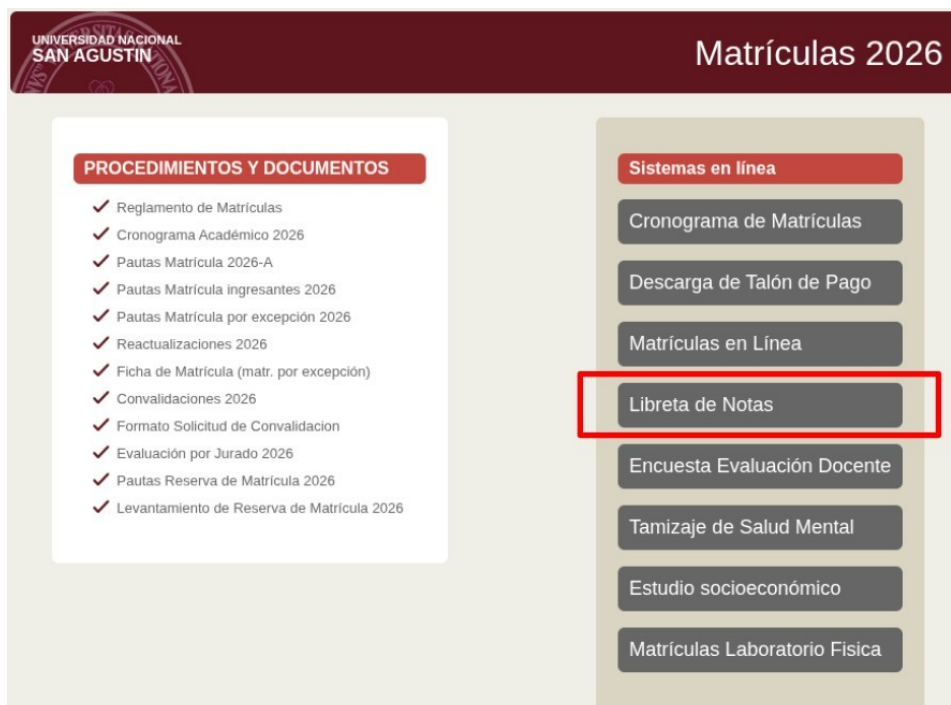 UNIVERSIDAD NACIONAL
SAN AGUSTÍN
Matrículas 2026
PROCEDIMIENTOS Y DOCUMENTOS
Reglamento de Matrículas
Cronograma Académico 2026
Pautas Matrícula 2026-A
Pautas Matrícula ingresantes 2026
Pautas Matrícula por excepción 2026
Reactualizaciones 2026
Ficha de Matrícula (matr. por excepción)
Convalidaciones 2026
Formato Solicitud de Convalidacion
Evaluación por Jurado 2026
Pautas Reserva de Matrícula 2026
Levantamiento de Reserva de Matrícula 2026
Sistemas en línea
Cronograma de Matrículas
Descarga de Talón de Pago
Matrículas en Línea
Libreta de Notas
Encuesta Evaluación Docente
Tamizaje de Salud Mental
Estudio socioeconómico
Matrículas Laboratorio Fisica